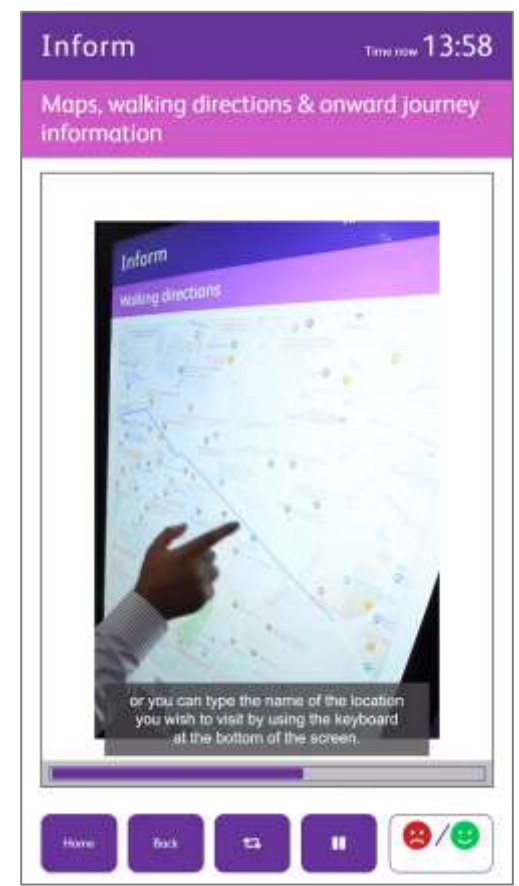 Inform
Time now 13:58
Maps, walking directions & onward journey
information
Inform
Walking directions
or you can type the name of the location
you wish to visit by using the keyboard
at the bottom of the screen.
Home
Back